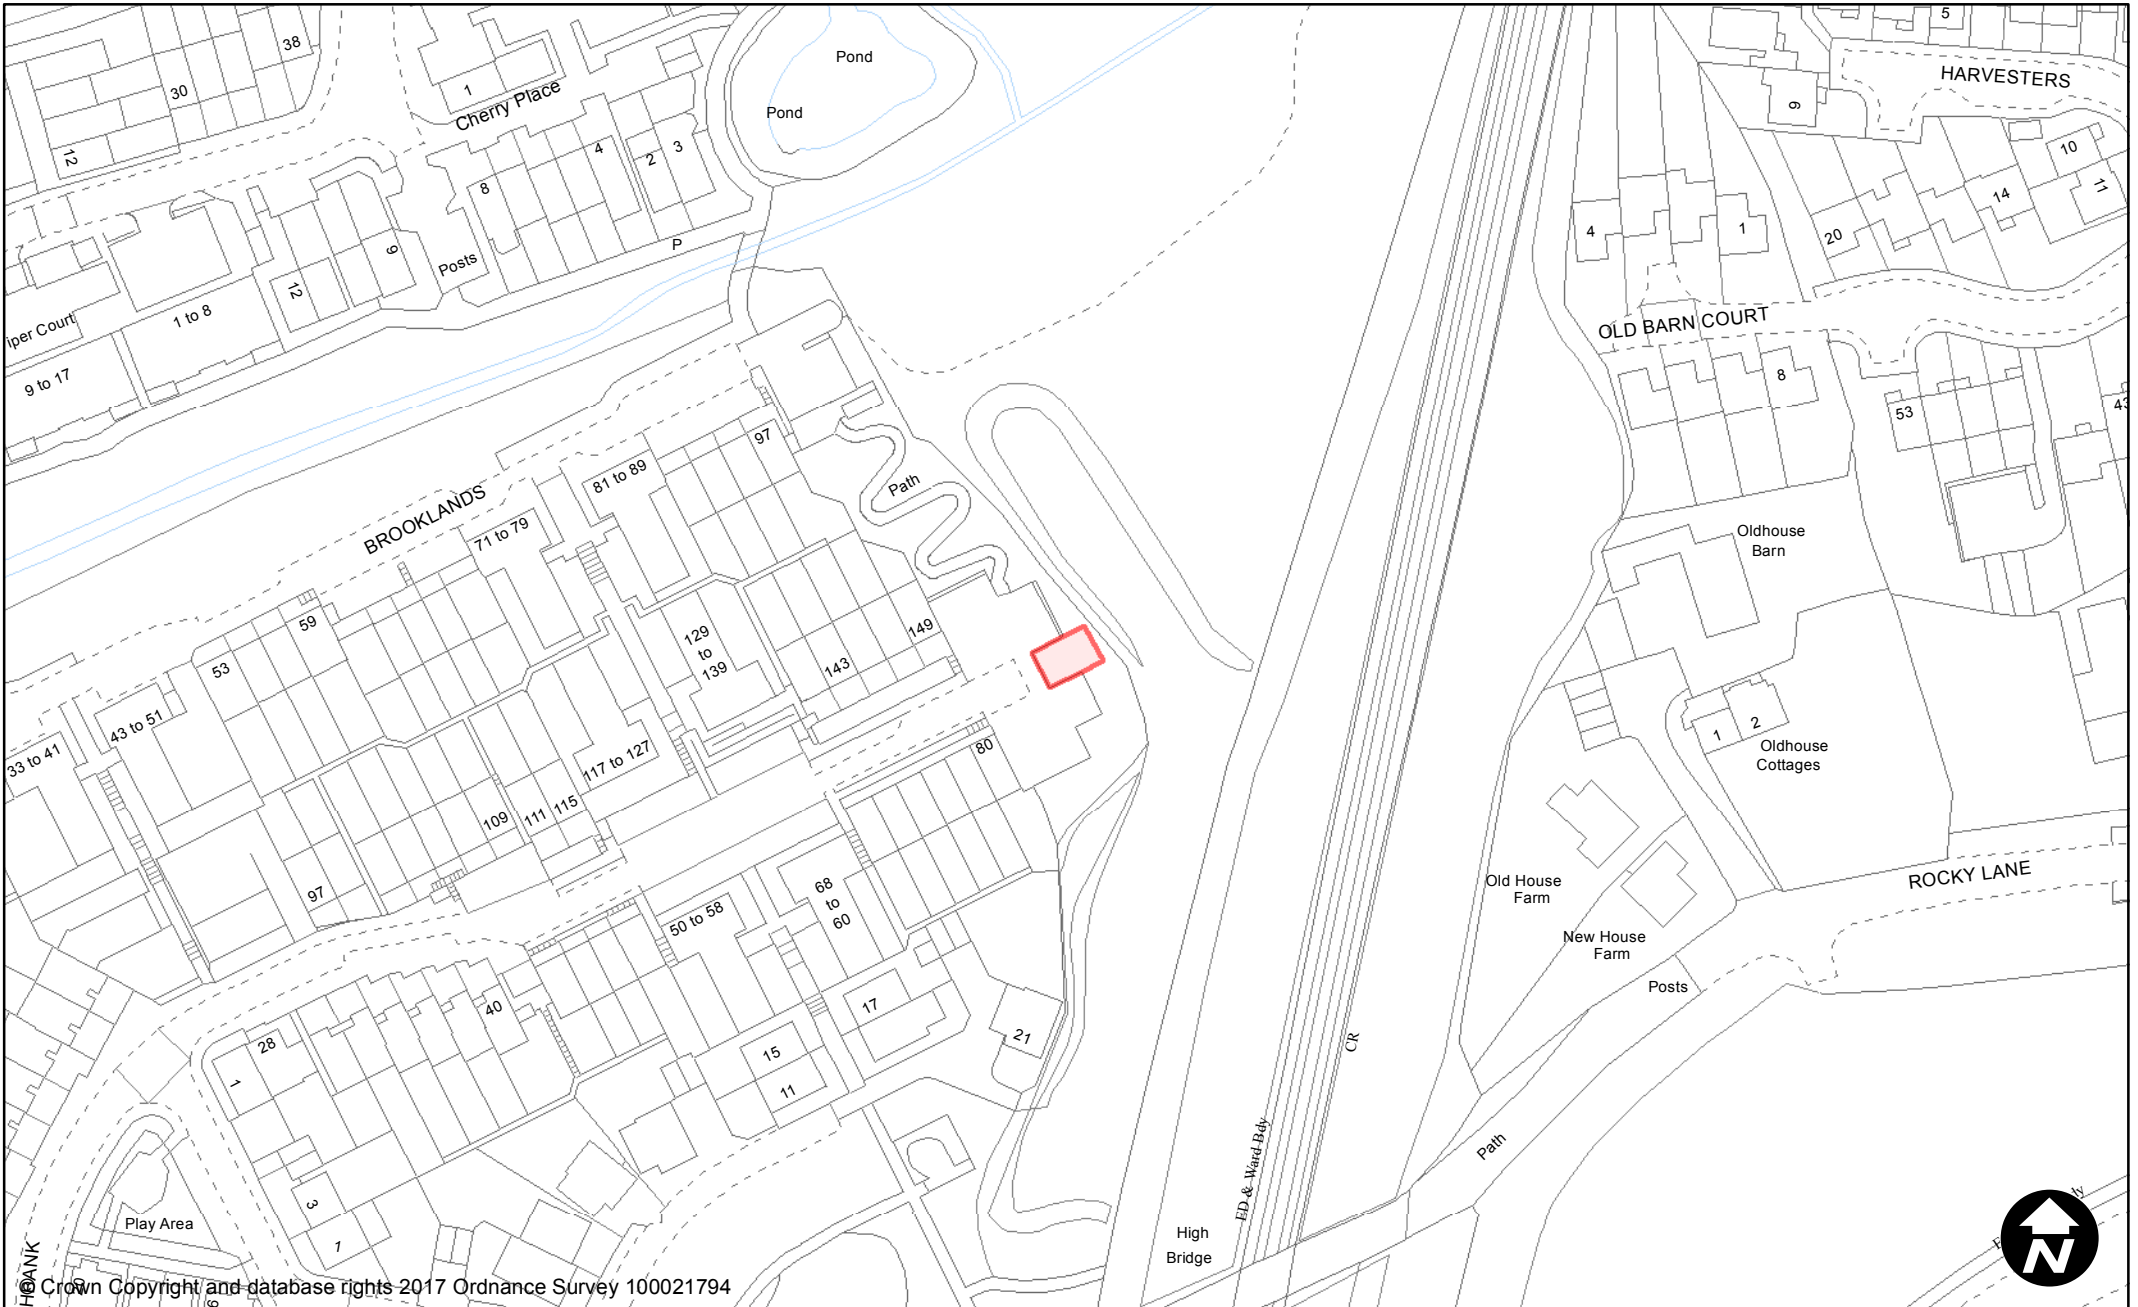 38
30
12
1
Cherry Place
Pond
Pond
5
HARVESTERS
6
10
11
14
20
4
2
3
8
P
Posts
9
12
1 to 8
iper Court
9 to 17
4
1
OLD BARN COURT
8
53
43
BROOKLANDS
97
81 to 89
71 to 79
Path
Oldhouse
Barn
59
53
129
to
139
149
143
43 to 51
33 to 41
117 to 127
80
109
111
115
97
1
2
Oldhouse
Cottages
68
to
60
50 to 58
ROCKY LANE
Old House
Farm
New House
Farm
Posts
40
28
1
17
15
11
21
CR
Path
ED & Ward Bdy
3
1
Play Area
High
Bridge
N
© Crown Copyright and database rights 2017 Ordnance Survey 100021794